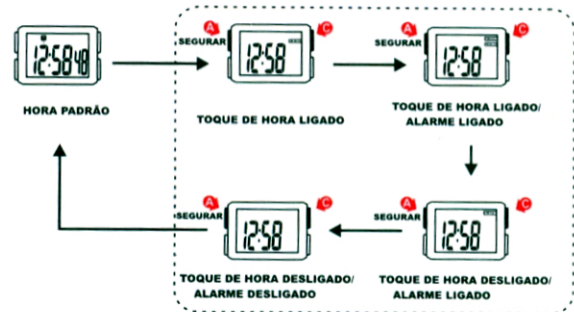 A
C
SEGURAR
12:58 48
12:58
HORA PADRÃO
TOQUE DE HORA LIGADO
A
C
SEGURAR
12:58
TOQUE DE HORA LIGADO/
ALARME LIGADO
A
C
SEGURAR
12:58
TOQUE DE HORA DESLIGADO/
ALARME DESLIGADO
A
C
SEGURAR
12:58
TOQUE DE HORA DESLIGADO/
ALARME LIGADO